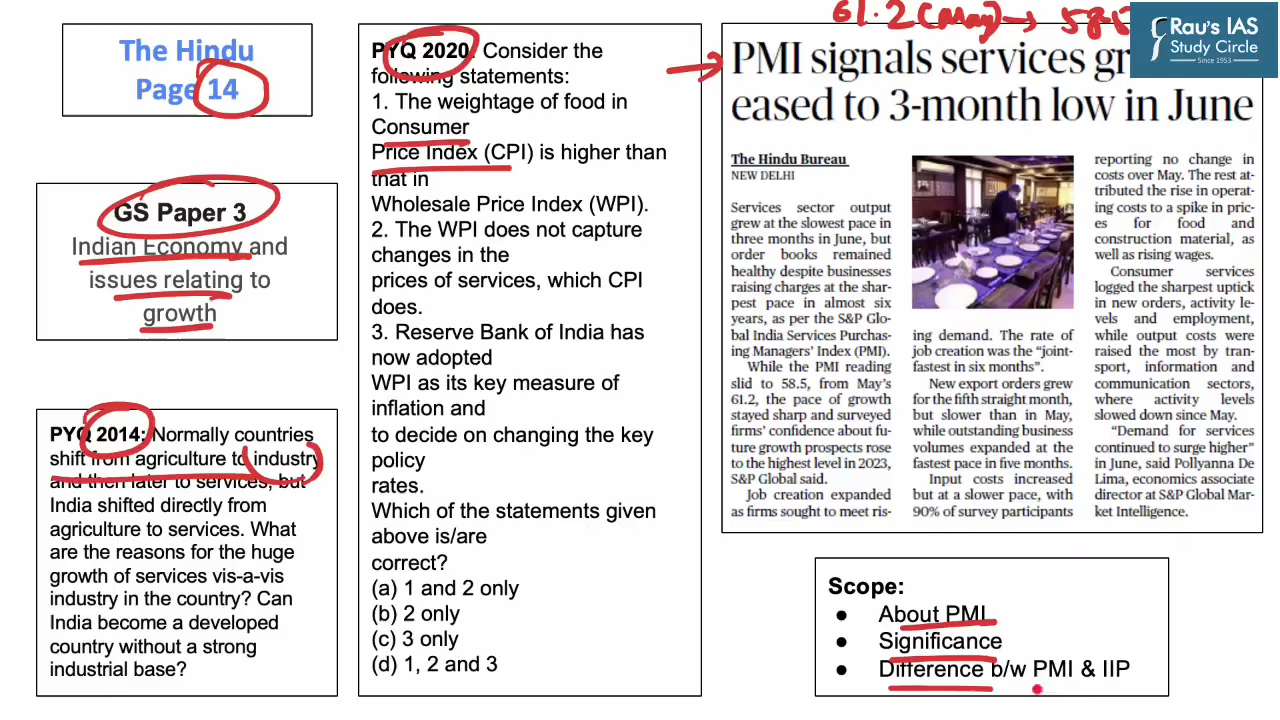 The Hindu
Page 14
GS Paper 3
Indian Economy and
issues relating to
growth
PYQ 2014: Normally countries
shift from agriculture to industry
and then later to services, but
India shifted directly from
agriculture to services. What
are the reasons for the huge
growth of services vis-a-vis
industry in the country? Can
India become a developed
country without a strong
industrial base?
PYQ 2020: Consider the
following statements:
1. The weightage of food in
Consumer
Price Index (CPI) is higher than
that in
Wholesale Price Index (WPI).
2. The WPI does not capture
changes in the
prices of services, which CPI
does.
3. Reserve Bank of India has
now adopted
WPI as its key measure of
inflation and
to decide on changing the key
policy
rates.
Which of the statements given
above is/are
correct?
(a) 1 and 2 only
(b) 2 only
(c) 3 only
(d) 1, 2 and 3
61.2 (May) → 58.5
Rau's IAS
Study Circle
Since 1953
PMI signals services
eased to 3-month low in June
The Hindu Bureau
NEW DELHI
Services sector output
grew at the slowest pace in
three months in June, but
order books remained
healthy despite businesses
raising charges at the shar-
pest pace in almost six
years, as per the S&P Glo-
bal India Services Purchas-
ing Managers' Index (PMI).
While the PMI reading
slid to 58.5, from May's
61.2, the pace of growth
stayed sharp and surveyed
firms' confidence about fu-
ture growth prospects rose
to the highest level in 2023,
S&P Global said.
Job creation expanded
as firms sought to meet ris-
ing demand. The rate of
job creation was the "joint-
fastest in six months".
New export orders grew
for the fifth straight month,
but slower than in May,
while outstanding business
volumes expanded at the
fastest pace in five months.
Input costs increased
but at a slower pace, with
90% of survey participants
reporting no change in
costs over May. The rest at-
tributed the rise in operat-
ing costs to a spike in pric-
es for food and
construction material, as
well as rising wages.
Consumer services
logged the sharpest uptick
in new orders, activity le-
vels and employment,
while output costs were
raised the most by tran-
sport, information and
communication sectors,
where activity levels
slowed down since May.
"Demand for services
continued to surge higher"
in June, said Pollyanna De
Lima, economics associate
director at S&P Global Mar-
ket Intelligence.
Scope:
● About PMI
● Significance
● Difference b/w PMI & IIP